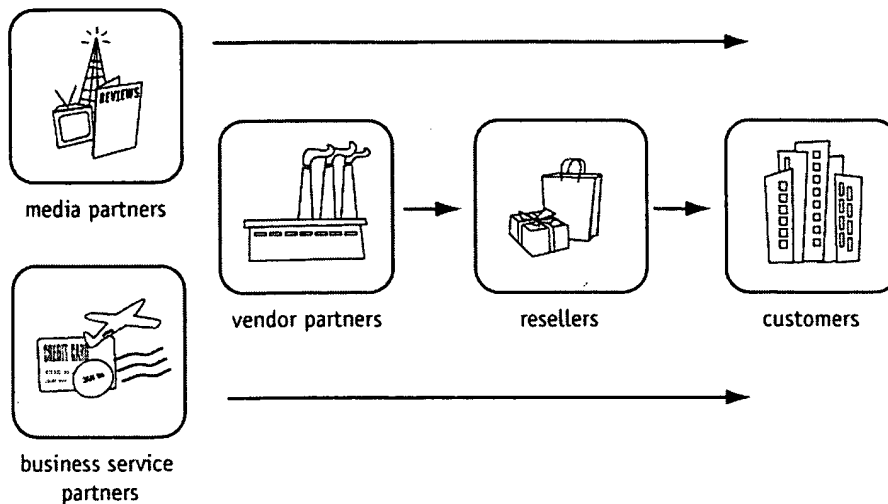 REVIEWS
media partners
vendor partners
resellers
customers
CREDIT CARD
business service
partners